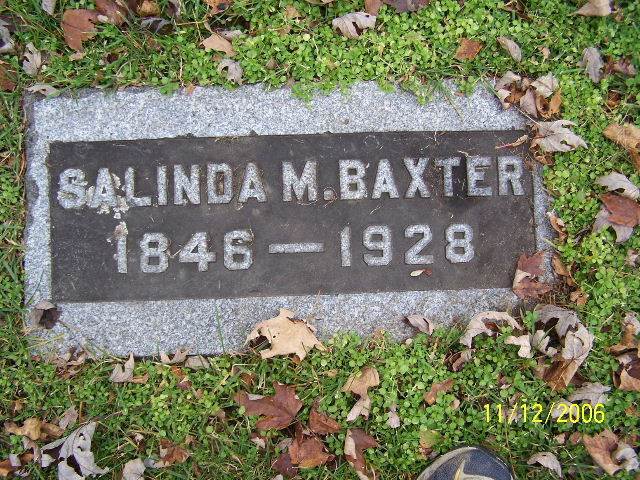 SALINDA M. BAXTER
1846 — 1928
11/12/2006